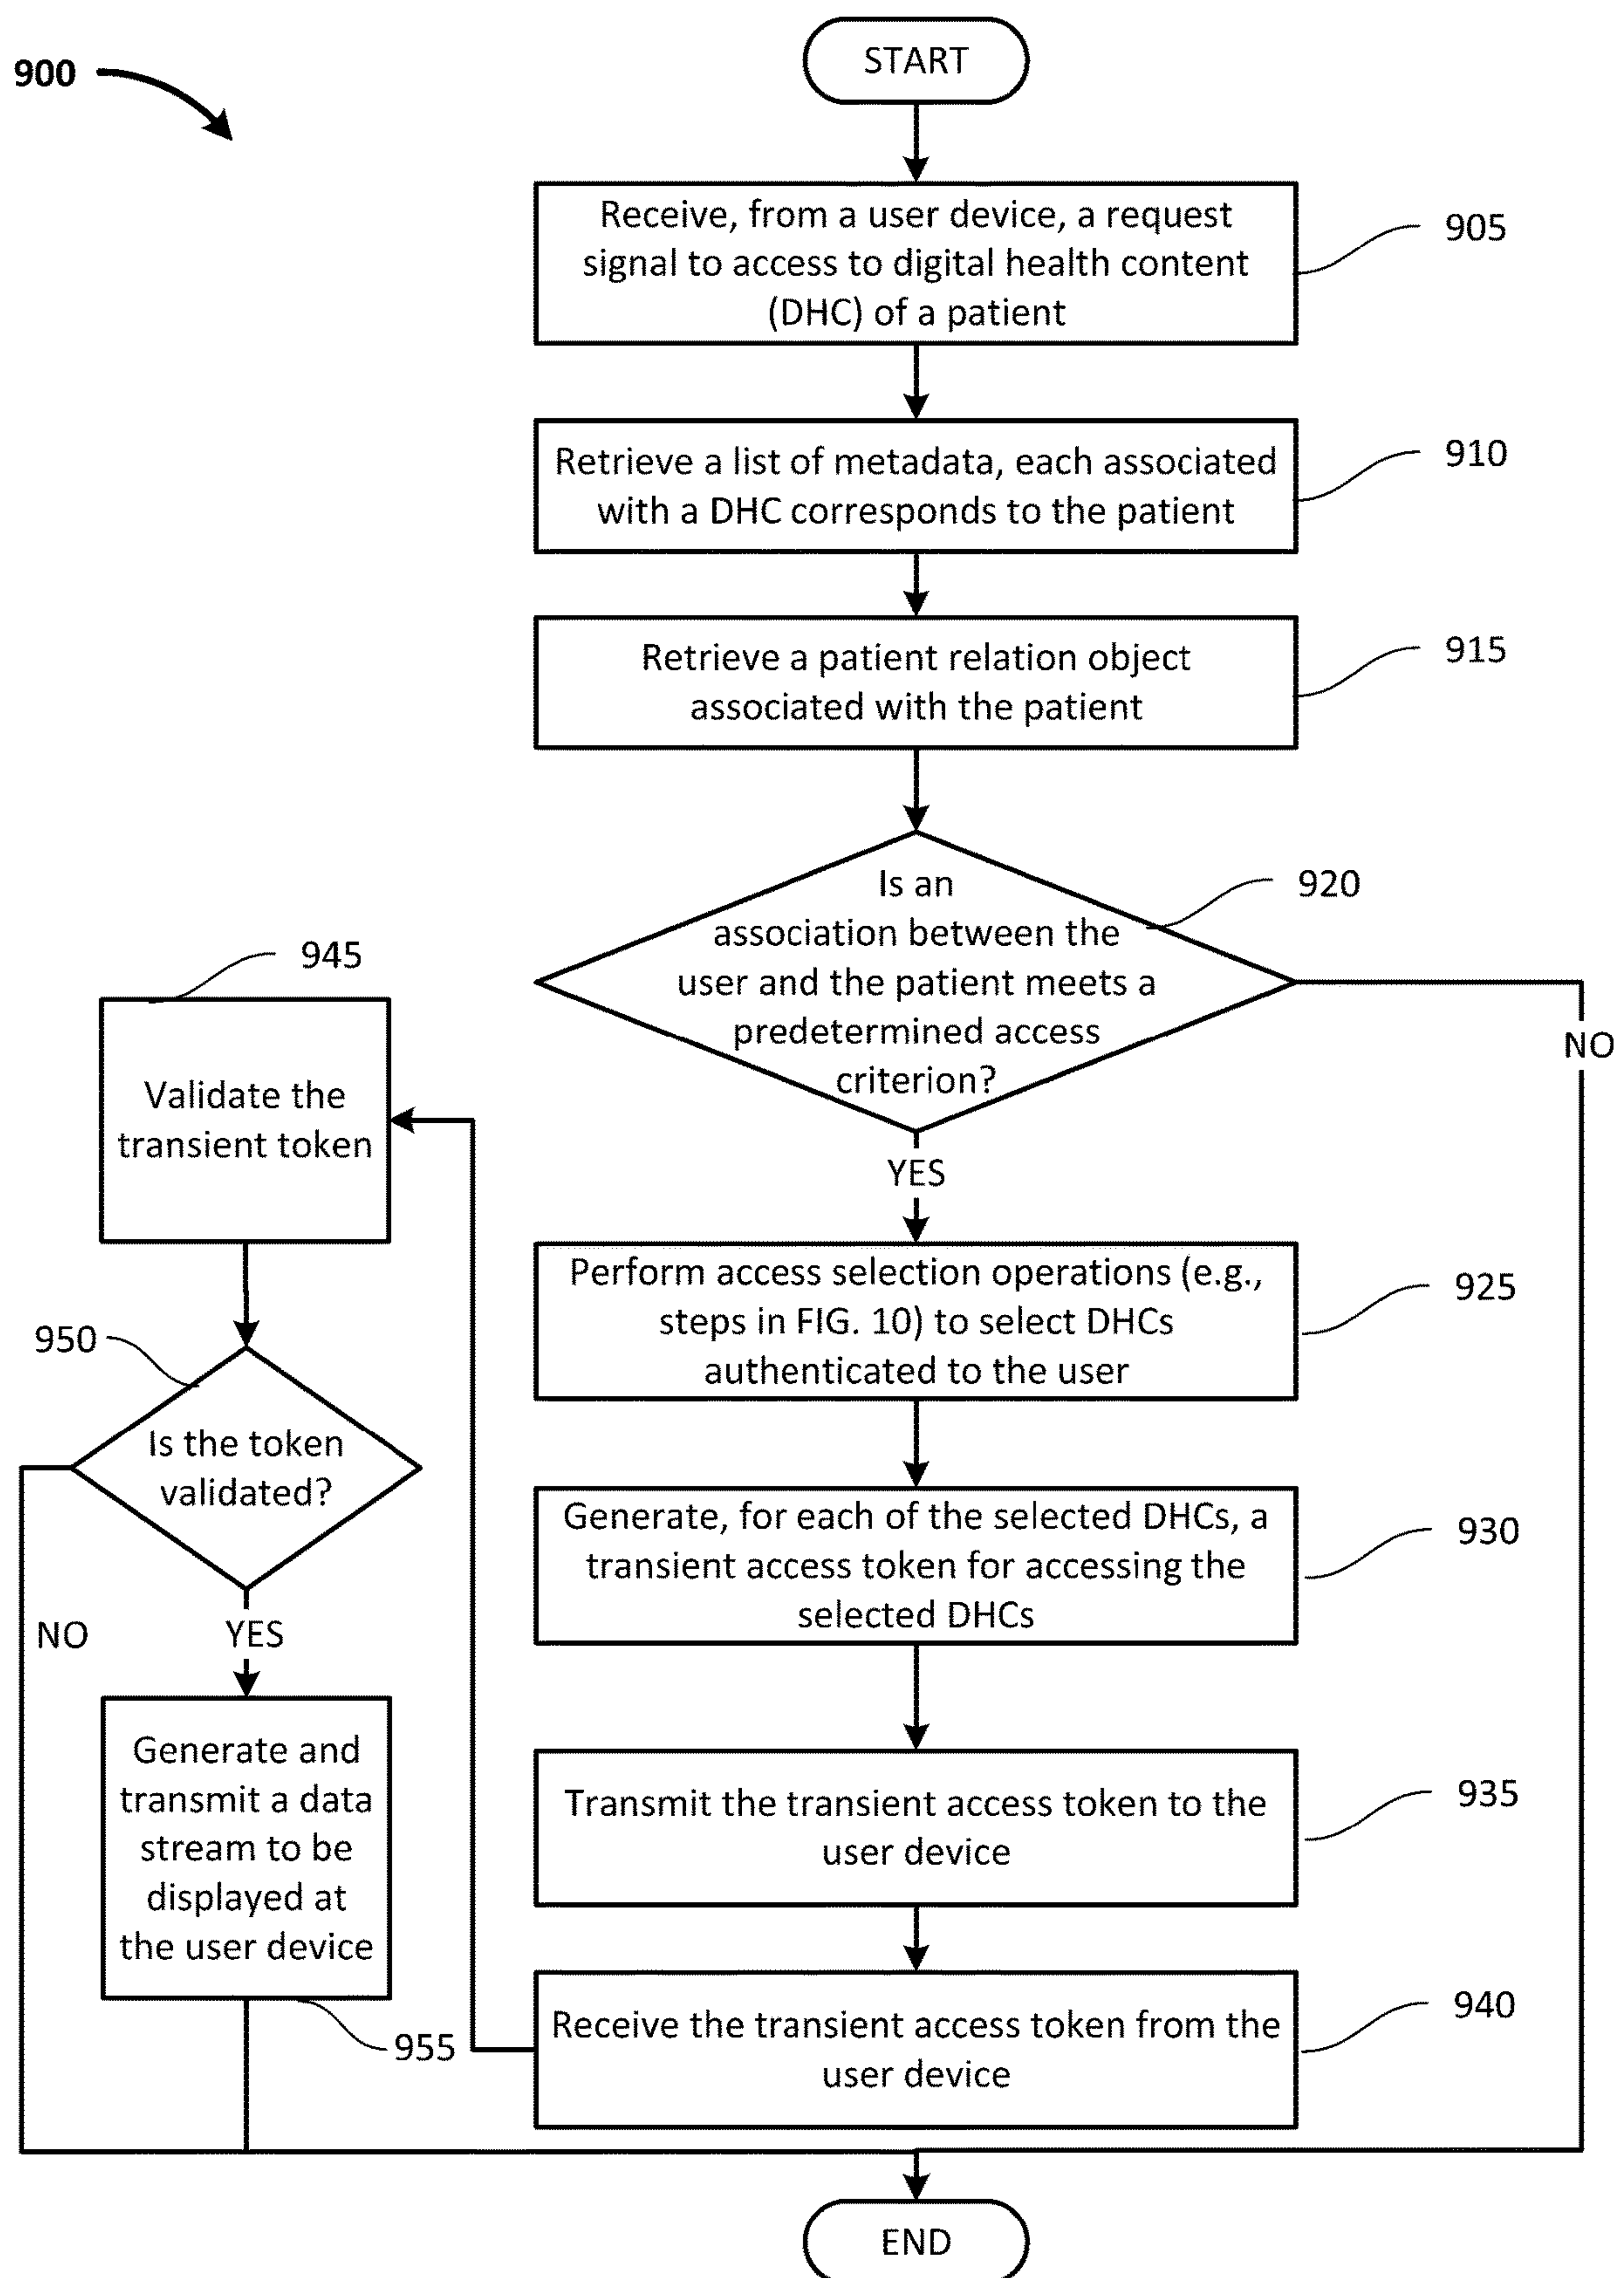 900
START
Receive, from a user device, a request
signal to access to digital health content
(DHC) of a patient
905
Retrieve a list of metadata, each associated
with a DHC corresponds to the patient
910
Retrieve a patient relation object
associated with the patient
915
Is an
association between the
user and the patient meets a
predetermined access
criterion?
920
NO
YES
Perform access selection operations (e.g.,
steps in FIG. 10) to select DHCs
authenticated to the user
925
Generate, for each of the selected DHCs, a
transient access token for accessing the
selected DHCs
930
Transmit the transient access token to the
user device
935
Receive the transient access token from the
user device
940
945
Validate the
transient token
950
Is the token
validated?
NO
YES
Generate and
transmit a data
stream to be
displayed at
the user device
955
END